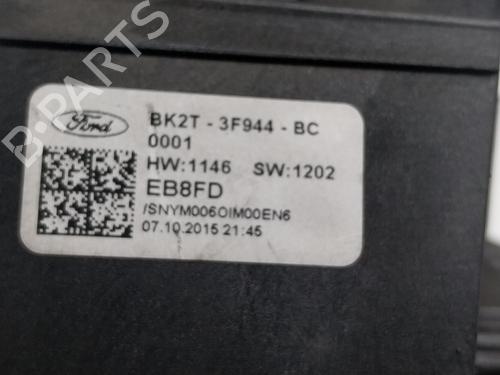 B-PARTS
Ford
BK2T - 3F944 - BC
0001
HW:1146 SW:1202
EB8FD
/SNYM006OIM00EN6
07.10.2015 21:45